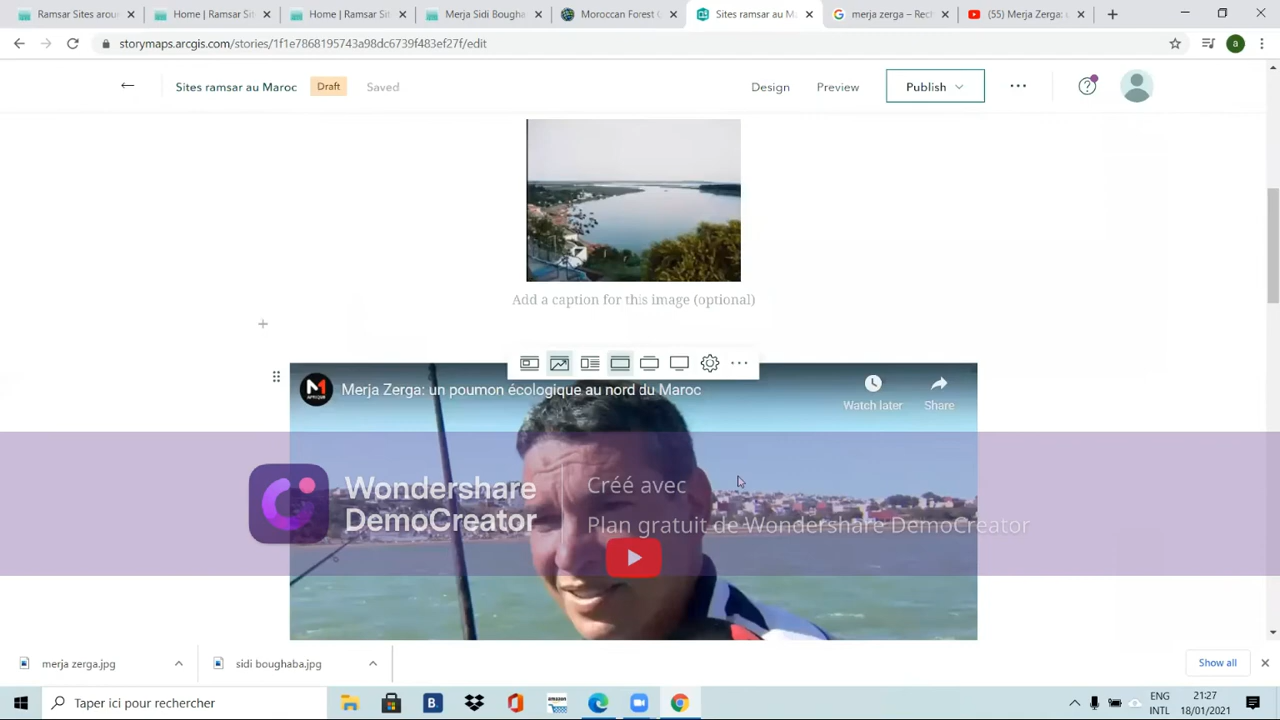 Ramsar Sites arou
Home | Ramsar Sit
Home | Ramsar Sit
Merja Sidi Bougha
Moroccan Forest
Sites ramsar au M
merja zerga – Rech
(55) Merja Zerga: u
storymaps.arcgis.com/stories/1f1e7868195743a98dc6739f483ef27f/edit
a
Sites ramsar au Maroc
Draft
Saved
Design
Preview
Publish
Add a caption for this image (optional)
Merja Zerga: un poumon écologique au nord du Maroc
Watch later
Share
Wondershare
DemoCreator
Créé avec
Plan gratuit de Wondershare DemoCreator
merja zerga.jpg
sidi boughaba.jpg
Show all
Taper ici pour rechercher
B.
amazon
ENG
INTL
21:27
18/01/2021